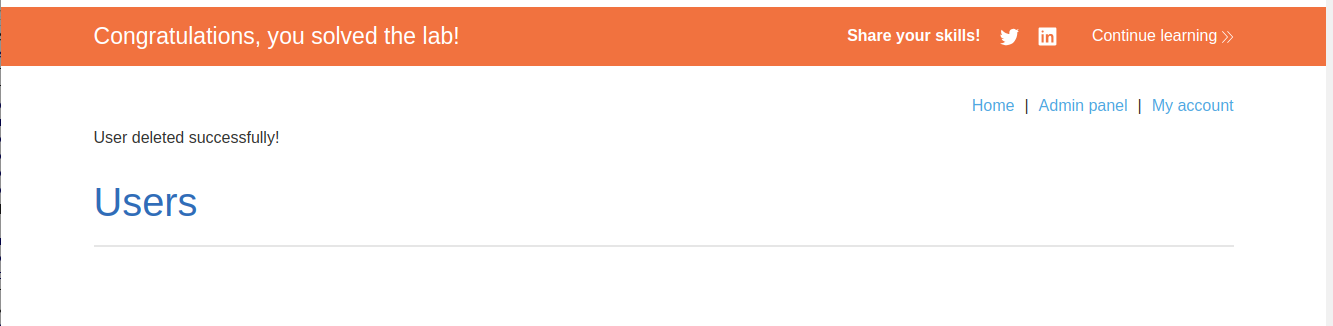 Congratulations, you solved the lab!
Share your skills!
Continue learning
Home | Admin panel | My account
User deleted successfully!
Users